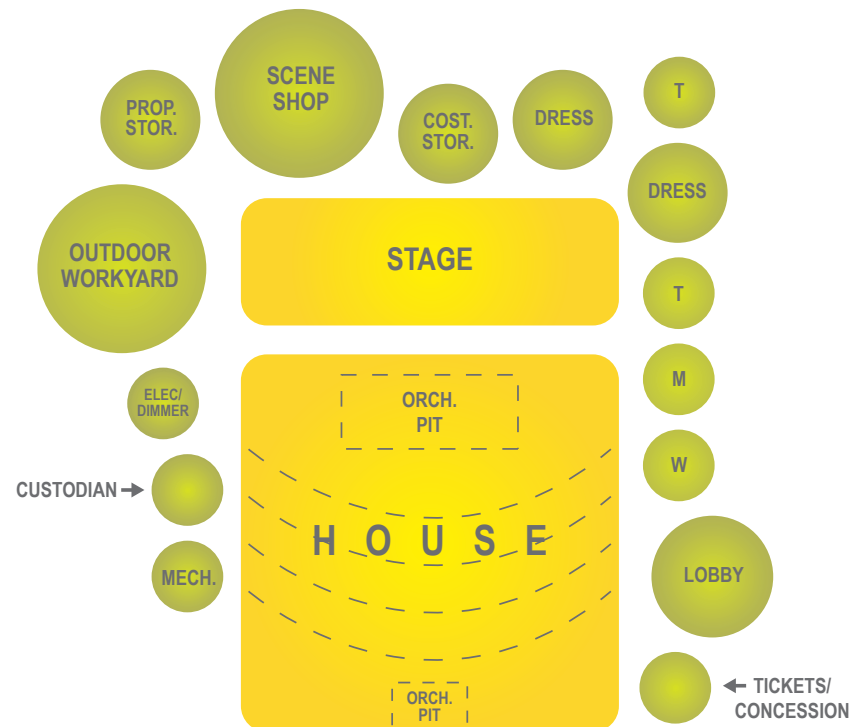 SCENE
SHOP
PROP.
STOR.
COST.
STOR.
DRESS
T
DRESS
OUTDOOR
WORKYARD
STAGE
T
M
ELEC/
DIMMER
ORCH.
PIT
W
CUSTODIAN
HOUSE
MECH.
LOBBY
TICKETS/
CONCESSION
ORCH.
PIT